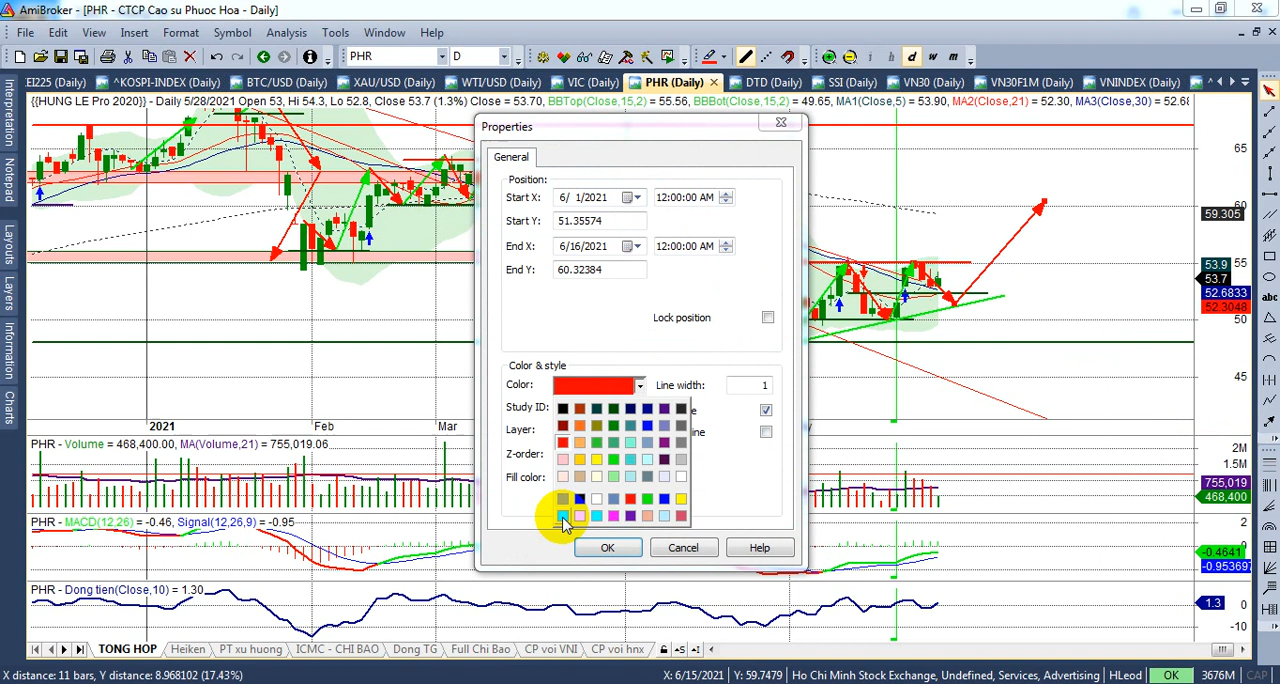 AmiBroker - [PHR - CTCP Cao su Phuoc Hoa - Daily]
File Edit View Insert Format Symbol Analysis Tools Window Help
PHR D i h d w m
EI225 (Daily) ^KOSPI-INDEX (Daily) BTC/USD (Daily) XAU/USD (Daily) WTI/USD (Daily) VIC (Daily) PHR (Daily) DTD (Daily) SSI (Daily) VN30 (Daily) VN30F1M (Daily) VNINDEX (Daily)
{{HUNG LE Pro 2020}} - Daily 5/28/2021 Open 53, Hi 54.3, Lo 52.8, Close 53.7 (1.3%) Close = 53.70, BBTop(Close,15,2) = 55.56, BBBot(Close,15,2) = 49.65, MA1(Close,5) = 53.90, MA2(Close,21) = 52.30, MA3(Close,30) = 52.68
Interpretation
Notepad
Layouts
Layers
Information
Charts
Properties
General
Position:
Start X: 6/ 1/2021 12:00:00 AM
Start Y: 51.35574
End X: 6/16/2021 12:00:00 AM
End Y: 60.32384
Lock position
Color & style
Color: Line width: 1
Study ID:
Layer:
Z-order:
Fill color:
OK Cancel Help
65
60
59.305
55
53.9
53.7
52.6833
52.3048
50
45
abc
2021 Feb Mar
PHR - Volume = 468,400.00, MA(Volume,21) = 755,019.06
2M
1.5M
755,019
468,400
PHR - MACD(12,26) = -0.46, Signal(12,26,9) = -0.95
2
0
-0.4641
-0.953697
PHR - Dong tien(Close,10) = 1.30
1.3 0
-10
TONG HOP Heiken PT xu huong ICMC - CHI BAO Dong TG Full Chi Bao CP voi VNI CP voi hnx
X distance: 11 bars, Y distance: 8.968102 (17.43%) X: 6/15/2021 Y: 59.7479 Ho Chi Minh Stock Exchange, Undefined, Services, Advertising HLeod OK 3676M CAP